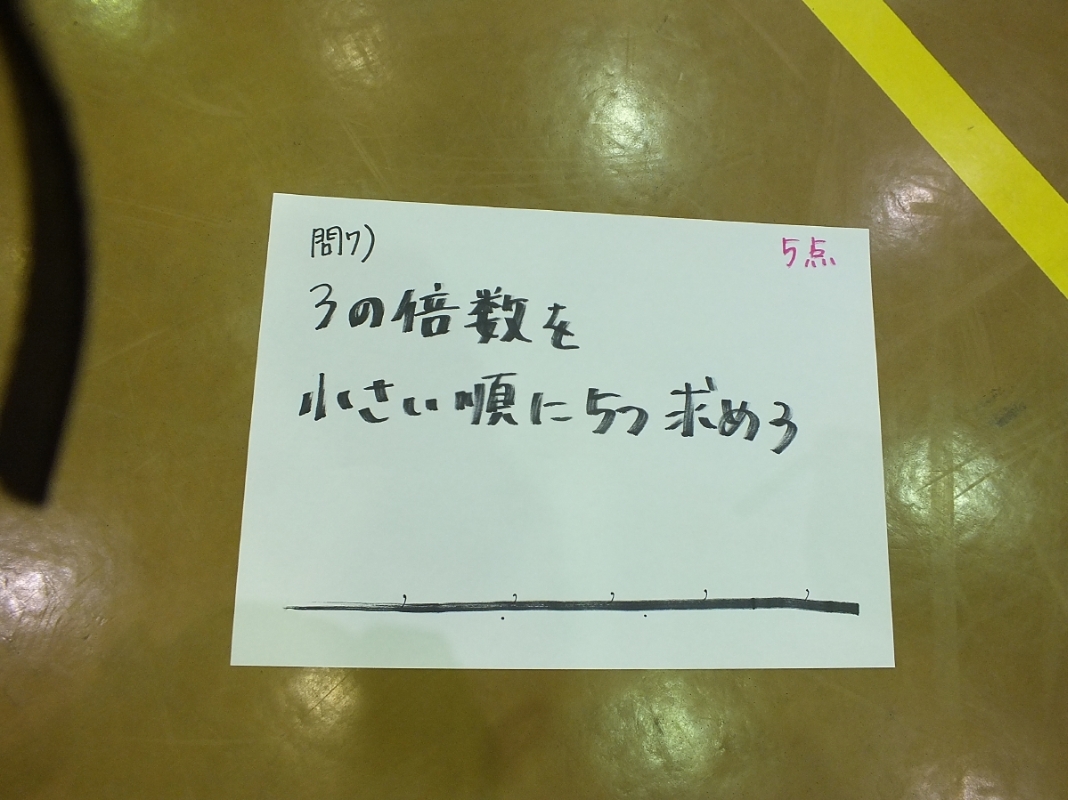 問7) 5点
3の倍数を
小さい順に5つ求めろ
, , , , ,